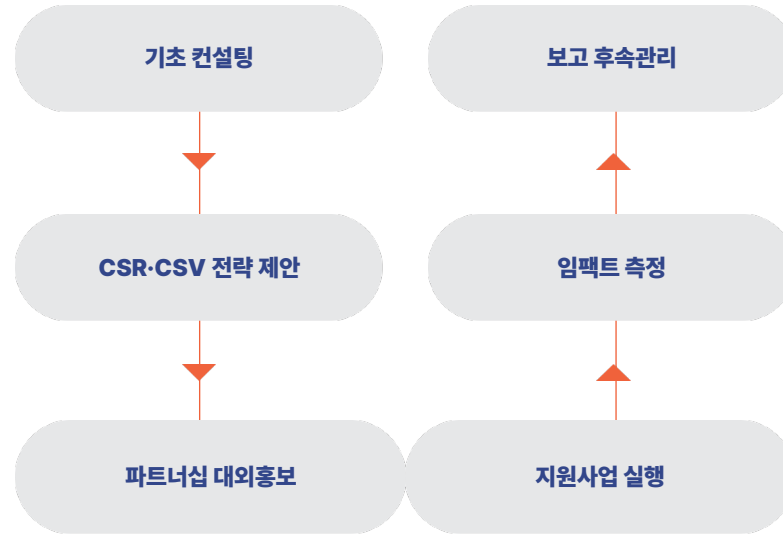 기초 컨설팅
보고 후속관리
CSR·CSV 전략 제안
임팩트 측정
파트너십 대외홍보
지원사업 실행